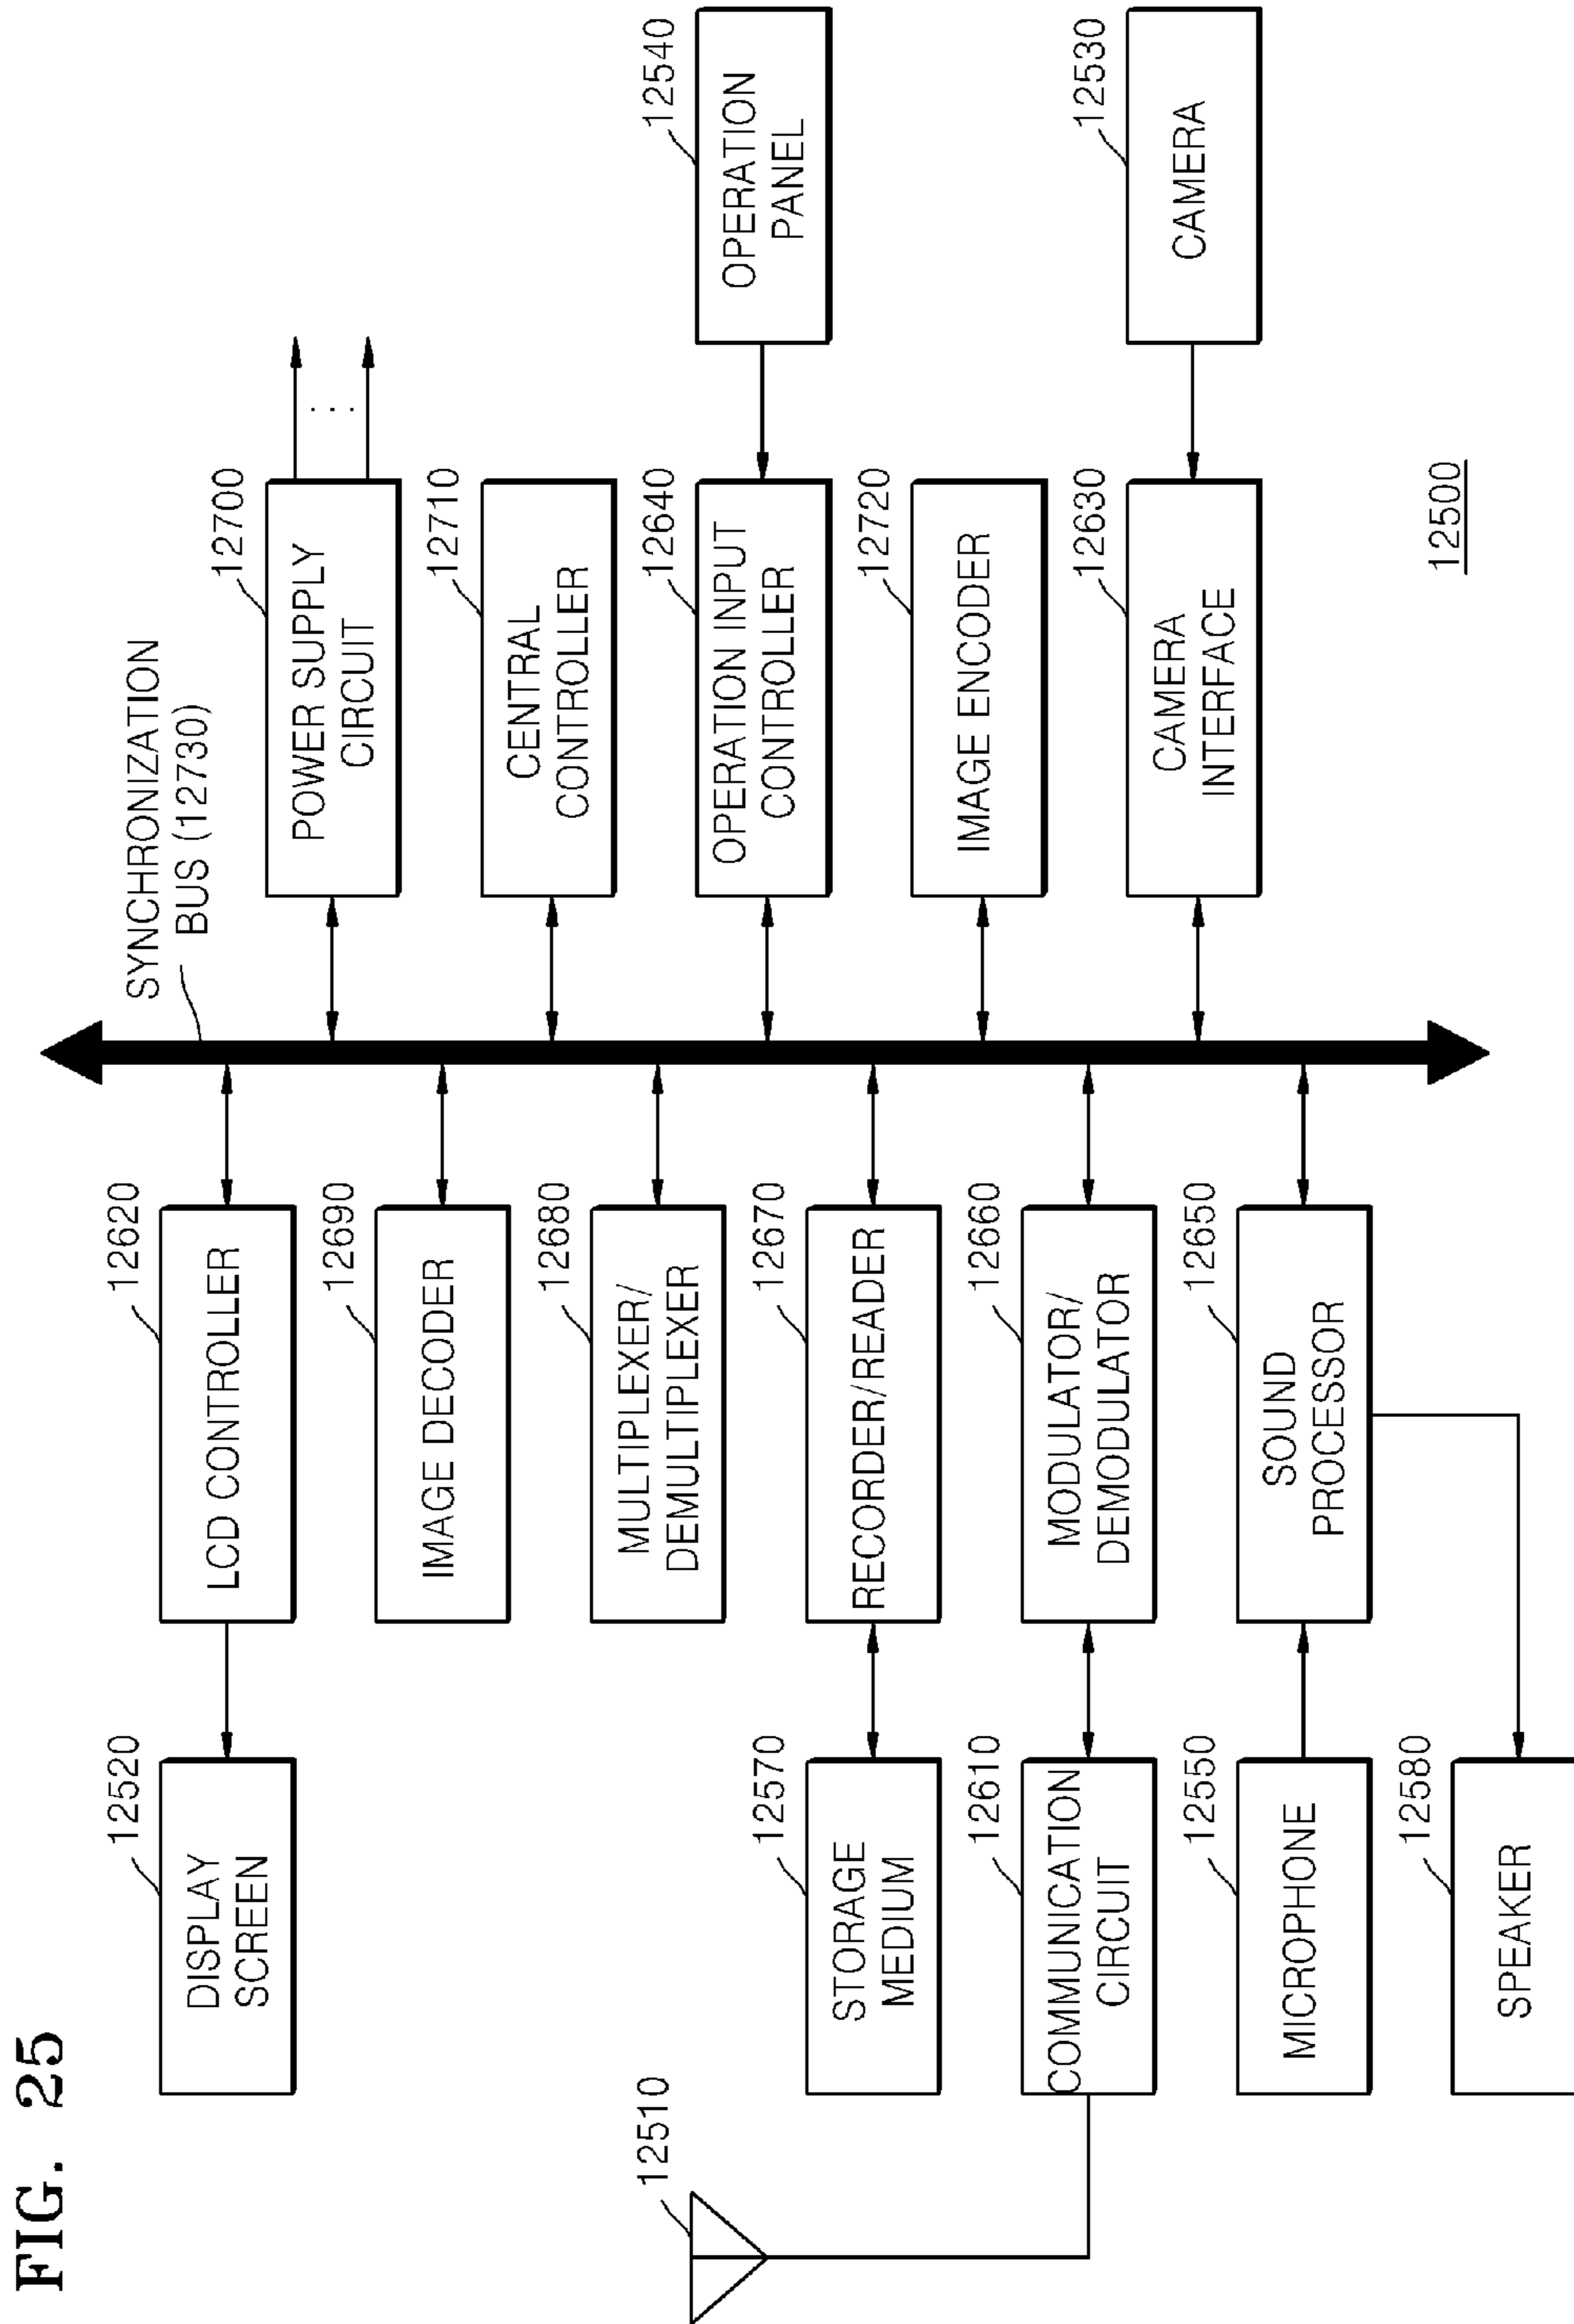 FIG. 25
12510
12520
DISPLAY
SCREEN
12620
LCD CONTROLLER
12690
IMAGE DECODER
12680
MULTIPLEXER/
DEMULTIPLEXER
12570
STORAGE
MEDIUM
12670
RECORDER/READER
12610
COMMUNICATION
CIRCUIT
12660
MODULATOR/
DEMODULATOR
12550
MICROPHONE
12650
SOUND
PROCESSOR
12580
SPEAKER
SYNCHRONIZATION
BUS (12730)
12700
POWER SUPPLY
CIRCUIT
...
12710
CENTRAL
CONTROLLER
12640
OPERATION INPUT
CONTROLLER
12540
OPERATION
PANEL
12720
IMAGE ENCODER
12630
CAMERA
INTERFACE
12530
CAMERA
12500